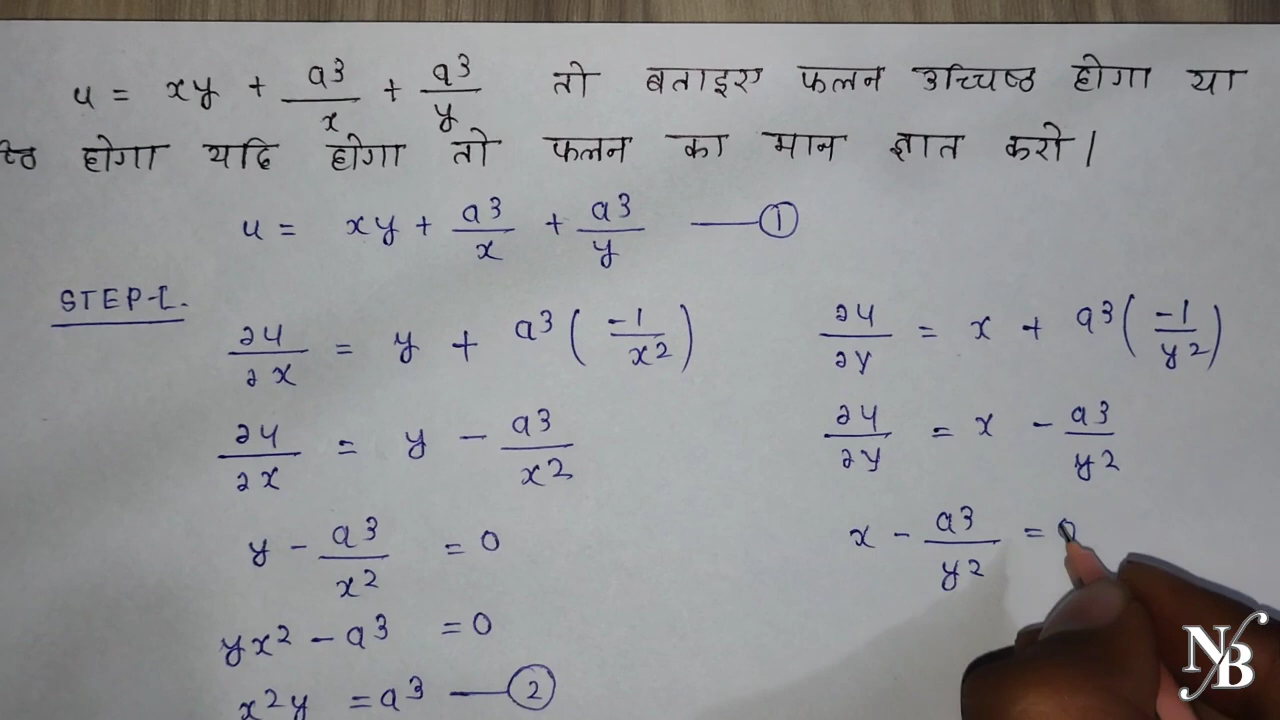 u = xy + a3/x + a3/y तो बताइए फलन उच्चिष्ठ होगा या
होगा यदि होगा तो फलन का मान ज्ञात करो।
u = xy + a3/x + a3/y —— ①
STEP-I.
∂u/∂x = y + a3 ( -1/x2 ) ∂u/∂y = x + a3 ( -1/y2 )
∂u/∂x = y - a3/x2 ∂u/∂y = x - a3/y2
y - a3/x2 = 0 x - a3/y2 = 0
yx2 - a3 = 0
x2y = a3 —— ②
NB